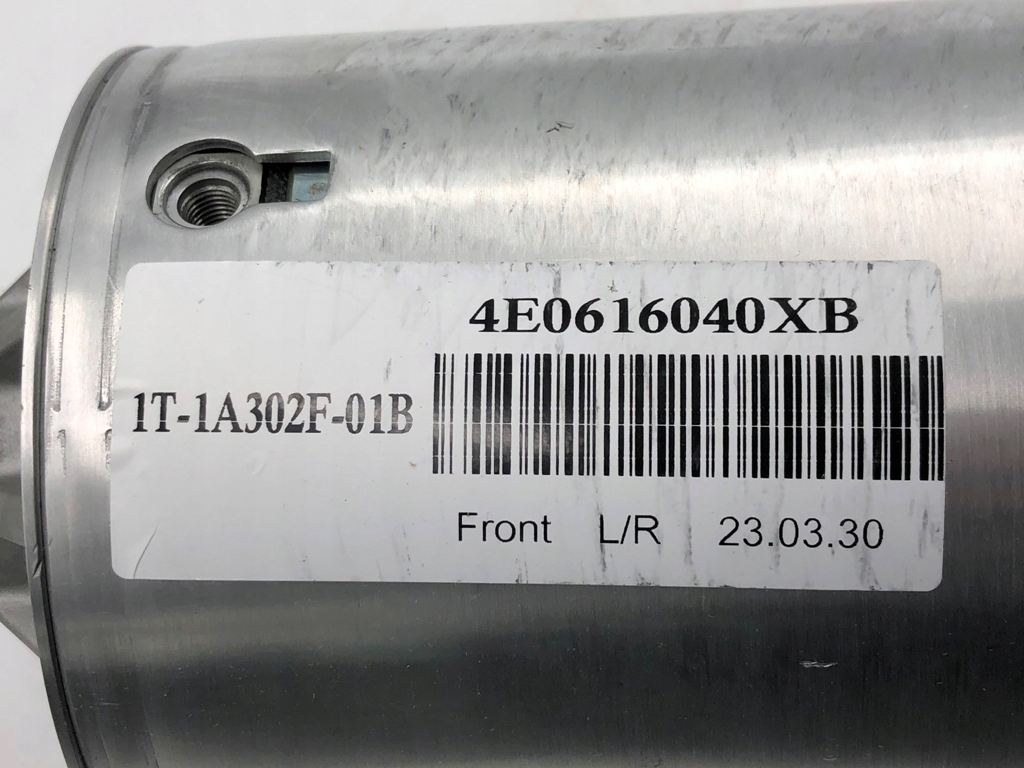 4E0616040XB
1T-1A302F-01B
Front L/R 23.03.30